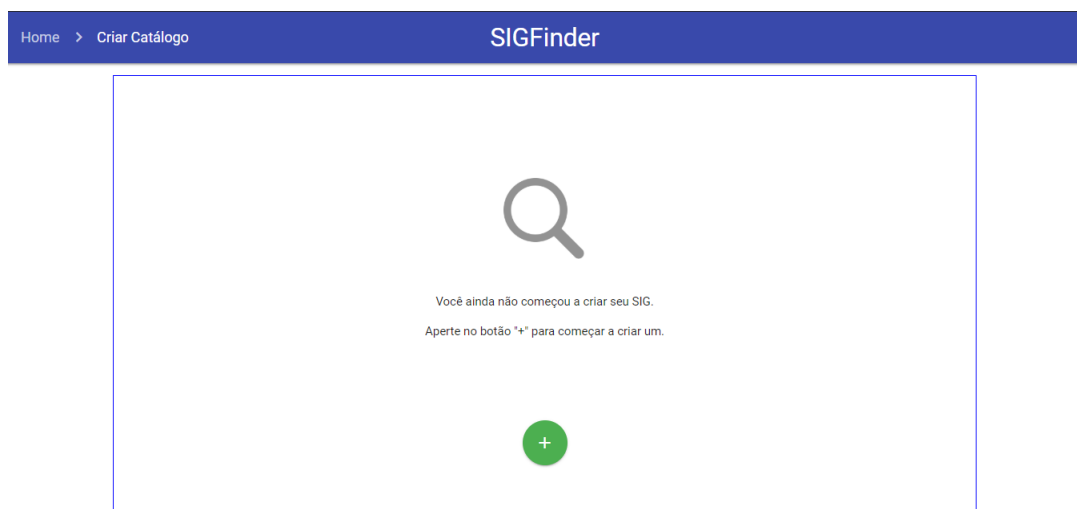 Home > Criar Catálogo
SIGFinder
Você ainda não começou a criar seu SIG.
Aperte no botão "+" para começar a criar um.
+